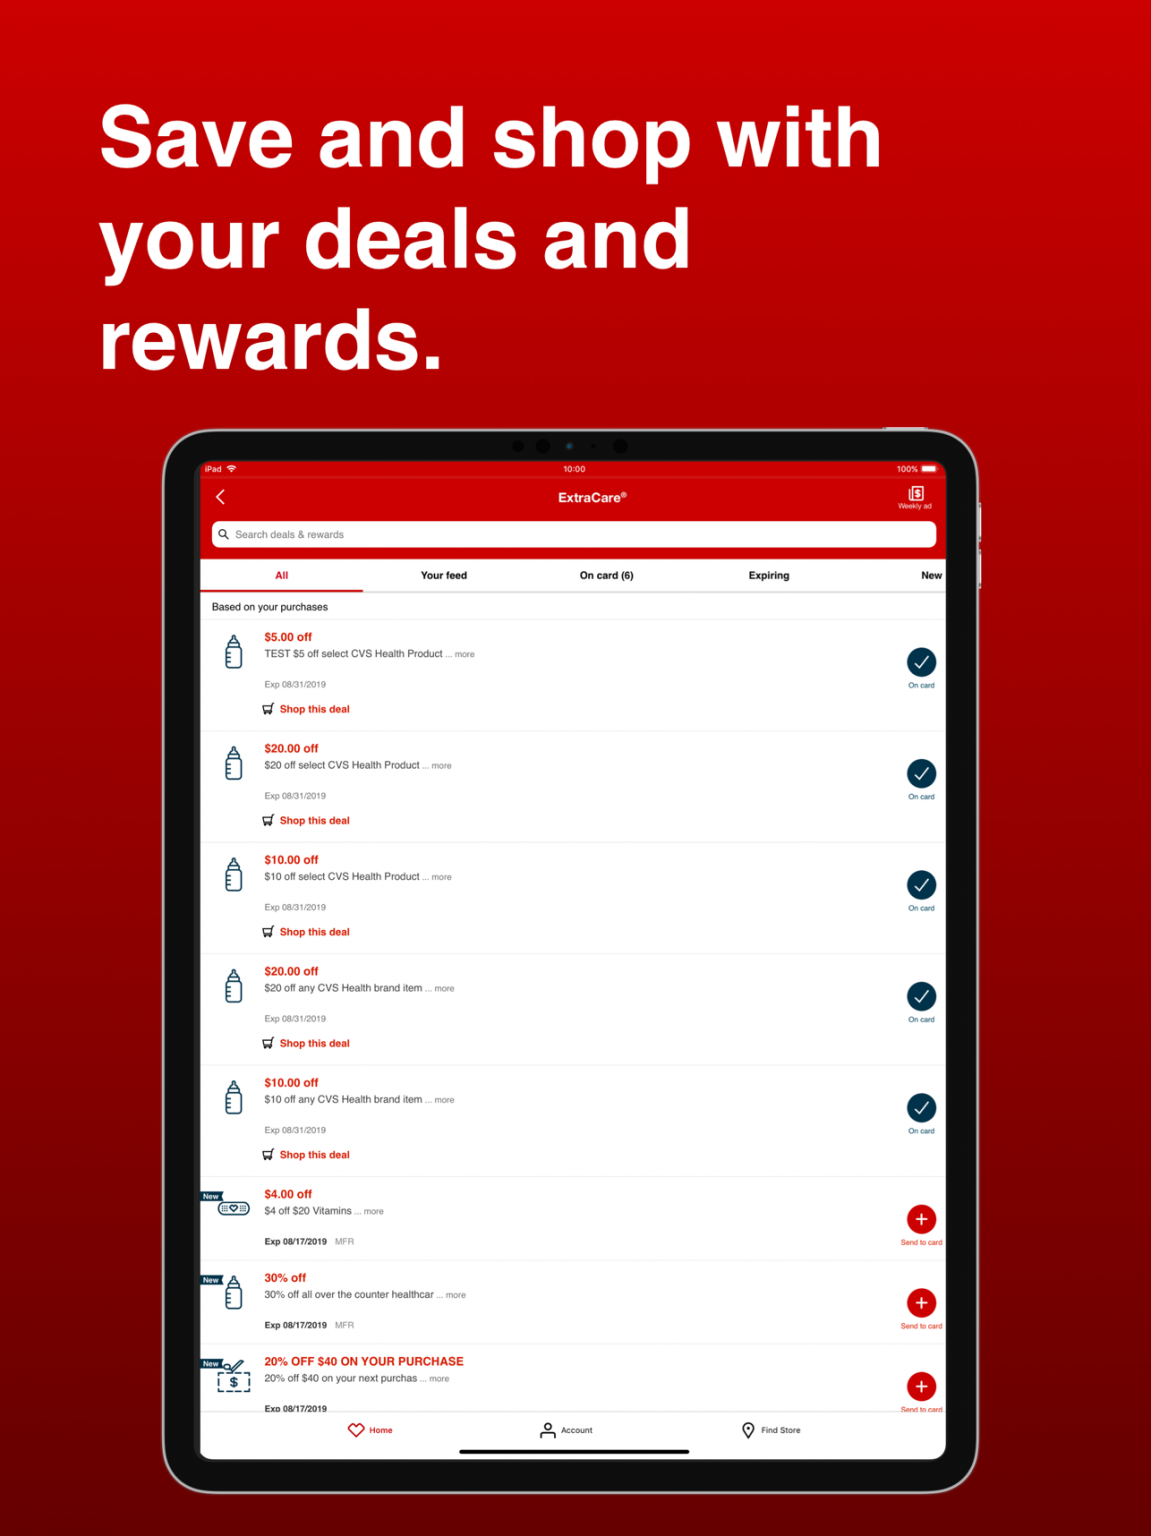 Save and shop with
your deals and
rewards.
iPad 10:00 100%
ExtraCare®
Weekly ad
Search deals & rewards
All Your feed On card (6) Expiring New
Based on your purchases
$5.00 off
TEST $5 off select CVS Health Product ... more
On card
Exp 08/31/2019
Shop this deal
$20.00 off
$20 off select CVS Health Product ... more
On card
Exp 08/31/2019
Shop this deal
$10.00 off
$10 off select CVS Health Product ... more
On card
Exp 08/31/2019
Shop this deal
$20.00 off
$20 off any CVS Health brand item ... more
On card
Exp 08/31/2019
Shop this deal
$10.00 off
$10 off any CVS Health brand item ... more
On card
Exp 08/31/2019
Shop this deal
New
$4.00 off
$4 off $20 Vitamins ... more
Exp 08/17/2019 MFR
Send to card
New
30% off
30% off all over the counter healthcar ... more
Exp 08/17/2019 MFR
Send to card
New
20% OFF $40 ON YOUR PURCHASE
$
20% off $40 on your next purchas ... more
Exp 08/17/2019
Send to card
Home Account Find Store